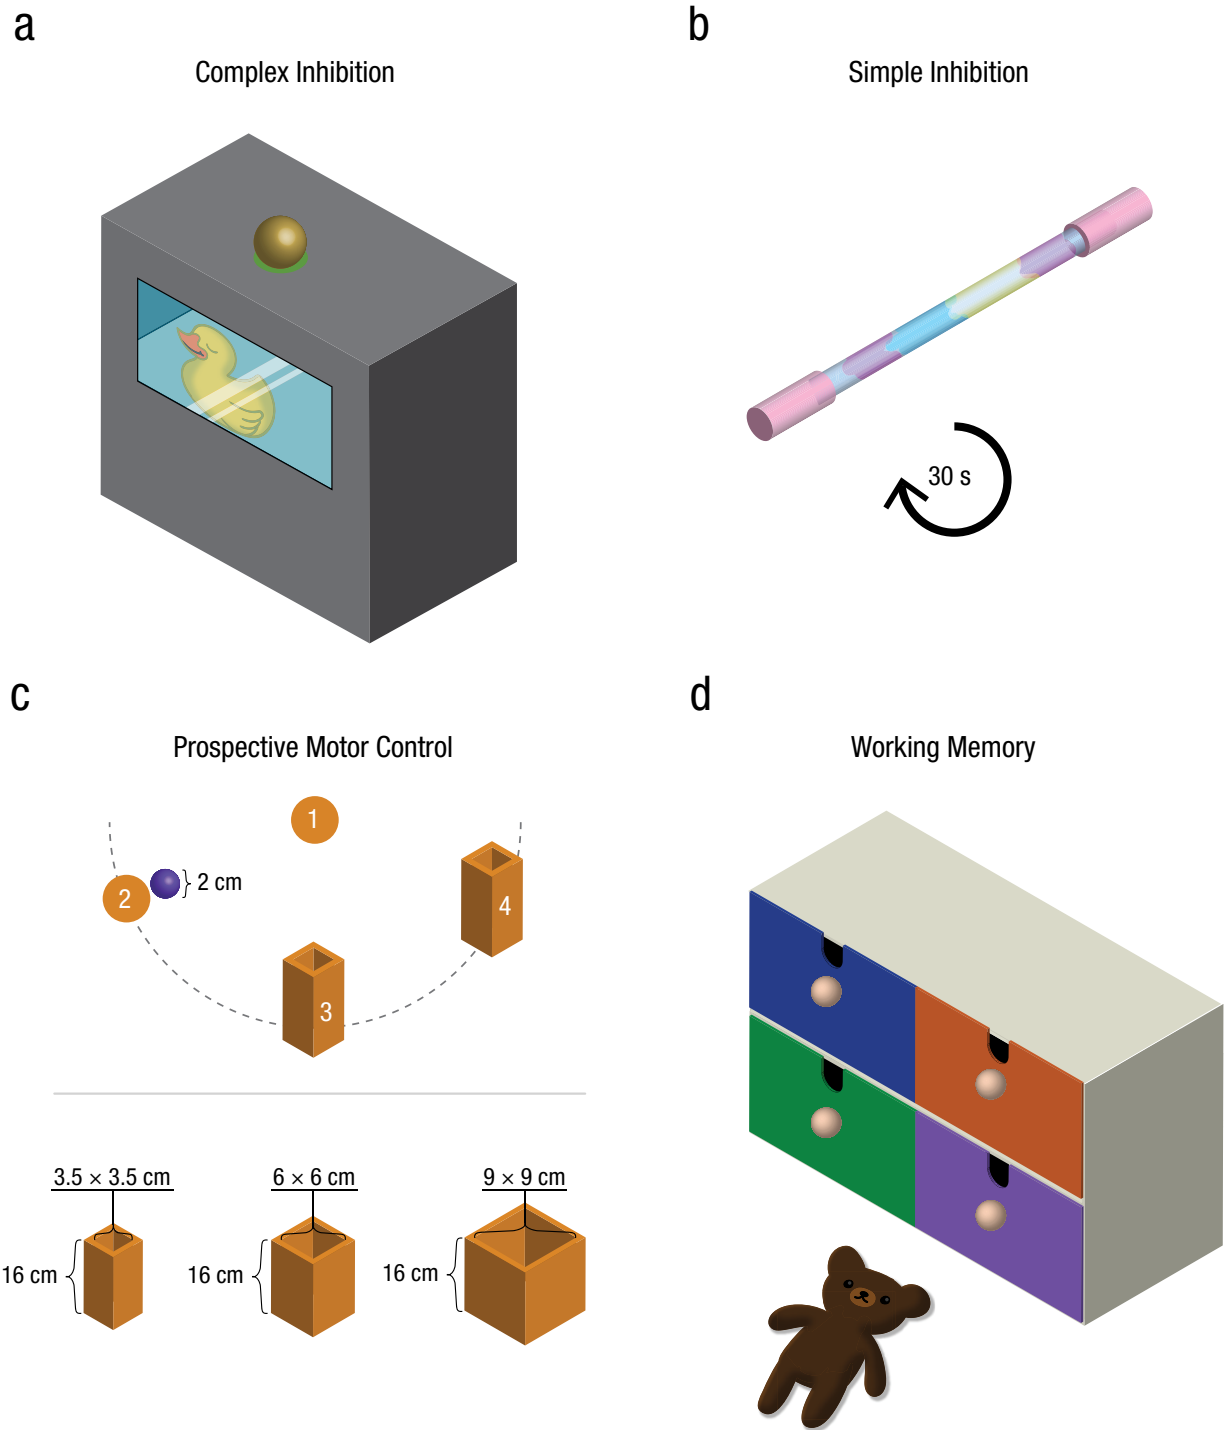 a
Complex Inhibition
b
Simple Inhibition
30 s
c
Prospective Motor Control
1
2
2 cm
3
4
3.5 × 3.5 cm
6 × 6 cm
9 × 9 cm
16 cm
16 cm
16 cm
d
Working Memory